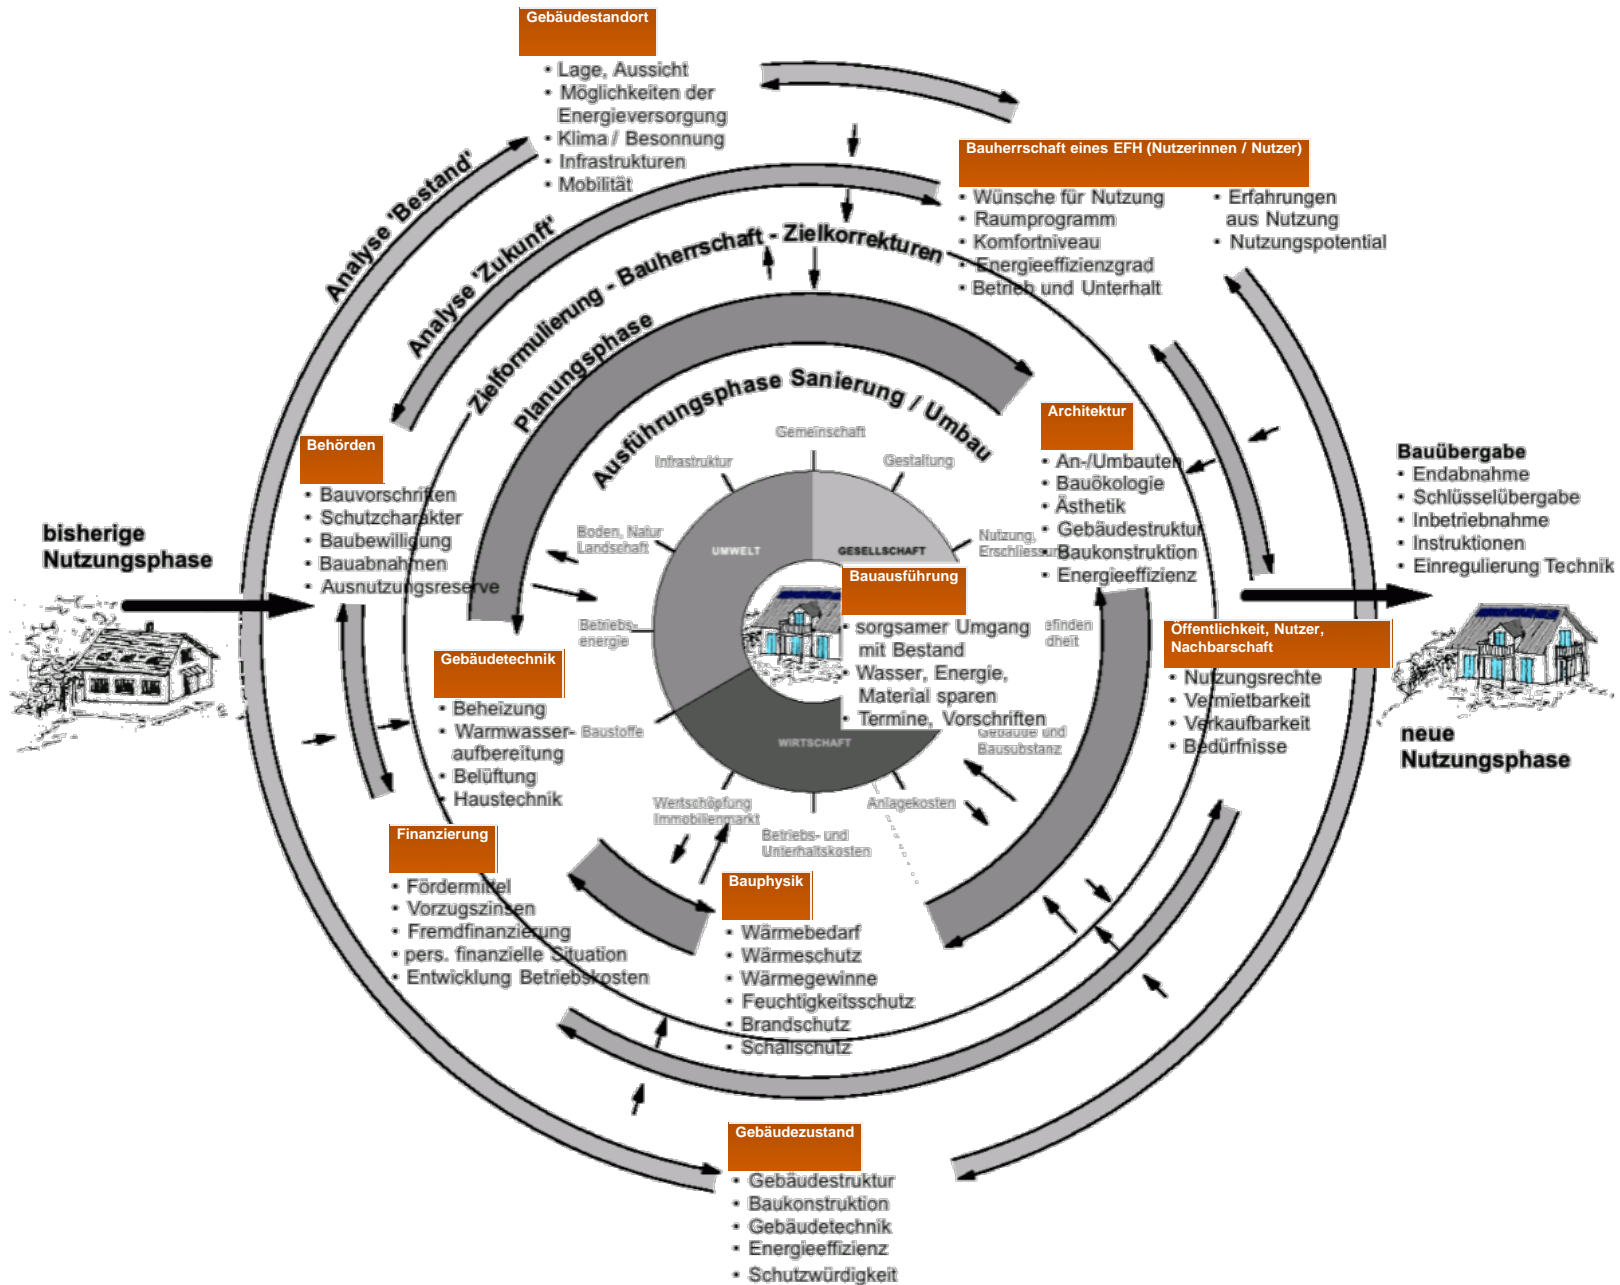 Gebäudestandort
• Lage, Aussicht
• Möglichkeiten der
Energieversorgung
• Klima / Besonnung
• Infrastrukturen
• Mobilität
Bauherrschaft eines EFH (Nutzerinnen / Nutzer)
• Wünsche für Nutzung
• Raumprogramm
• Komfortniveau
• Energieeffizienzgrad
• Betrieb und Unterhalt
• Erfahrungen
aus Nutzung
• Nutzungspotential
Analyse 'Bestand'
Analyse 'Zukunft'
Zielformulierung - Bauherrschaft - Zielkorrekturen
Planungsphase
Ausführungsphase Sanierung / Umbau
Behörden
• Bauvorschriften
• Schutzcharakter
• Baubewilligung
• Bauabnahmen
• Ausnutzungsreserve
bisherige
Nutzungsphase
Architektur
• An-/Umbauten
• Bauökologie
• Ästhetik
• Gebäudestruktur
• Baukonstruktion
• Energieeffizienz
Bauübergabe
• Endabnahme
• Schlüsselübergabe
• Inbetriebnahme
• Instruktionen
• Einregulierung Technik
Gemeinschaft
Infrastruktur
Gestaltung
Boden, Natur
Landschaft
Nutzung,
UMWELT
GESELLSCHAFT
WIRTSCHAFT
Betriebs-
energie
Baustoffe
Wertschöpfung
Immobilienmarkt
Betriebs- und
Unterhaltskosten
Anlagekosten
Gebäude und
Bausubstanz
efinden
dheit
Bauausführung
• sorgsamer Umgang
mit Bestand
• Wasser, Energie,
Material sparen
• Termine, Vorschriften
Gebäudetechnik
• Beheizung
• Warmwasser-
aufbereitung
• Belüftung
• Haustechnik
Öffentlichkeit, Nutzer,
Nachbarschaft
• Nutzungsrechte
• Vermietbarkeit
• Verkaufbarkeit
• Bedürfnisse
neue
Nutzungsphase
Finanzierung
• Fördermittel
• Vorzugszinsen
• Fremdfinanzierung
• pers. finanzielle Situation
• Entwicklung Betriebskosten
Bauphysik
• Wärmebedarf
• Wärmeschutz
• Wärmegewinne
• Feuchtigkeitsschutz
• Brandschutz
• Schallschutz
Gebäudezustand
• Gebäudestruktur
• Baukonstruktion
• Gebäudetechnik
• Energieeffizienz
• Schutzwürdigkeit